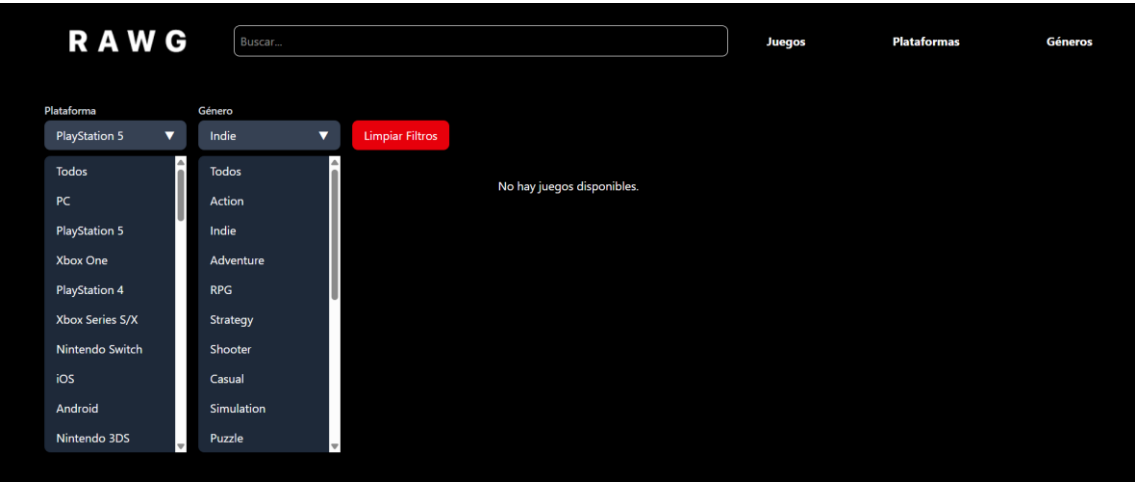 RAWG
Buscar...
Juegos
Plataformas
Géneros
Plataforma
Género
PlayStation 5 ▼
Indie ▼
Limpiar Filtros
Todos
PC
PlayStation 5
Xbox One
PlayStation 4
Xbox Series S/X
Nintendo Switch
iOS
Android
Nintendo 3DS
Todos
Action
Indie
Adventure
RPG
Strategy
Shooter
Casual
Simulation
Puzzle
No hay juegos disponibles.